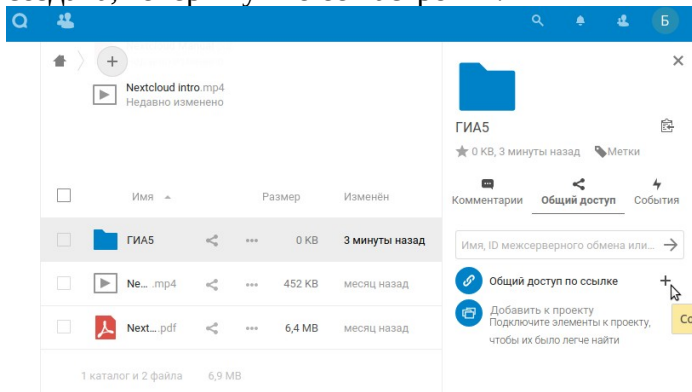 Б
Nextcloud intro.mp4
Недавно изменено
ГИА5
0 KB, 3 минуты назад Метки
Комментарии Общий доступ События
Имя Размер Изменён
Имя, ID межсерверного обмена или...
ГИА5 0 KB 3 минуты назад
Общий доступ по ссылке
Ne... .mp4 452 KB месяц назад
Добавить к проекту
Подключите элементы к проекту,
чтобы их было легче найти
Next....pdf 6,4 MB месяц назад
1 каталог и 2 файла 6,9 MB